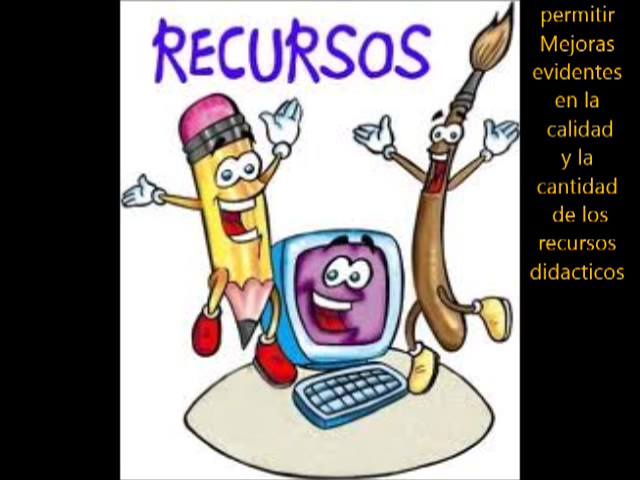 RECURSOS
permitir
Mejoras
evidentes
en la
calidad
y la
cantidad
de los
recursos
didacticos